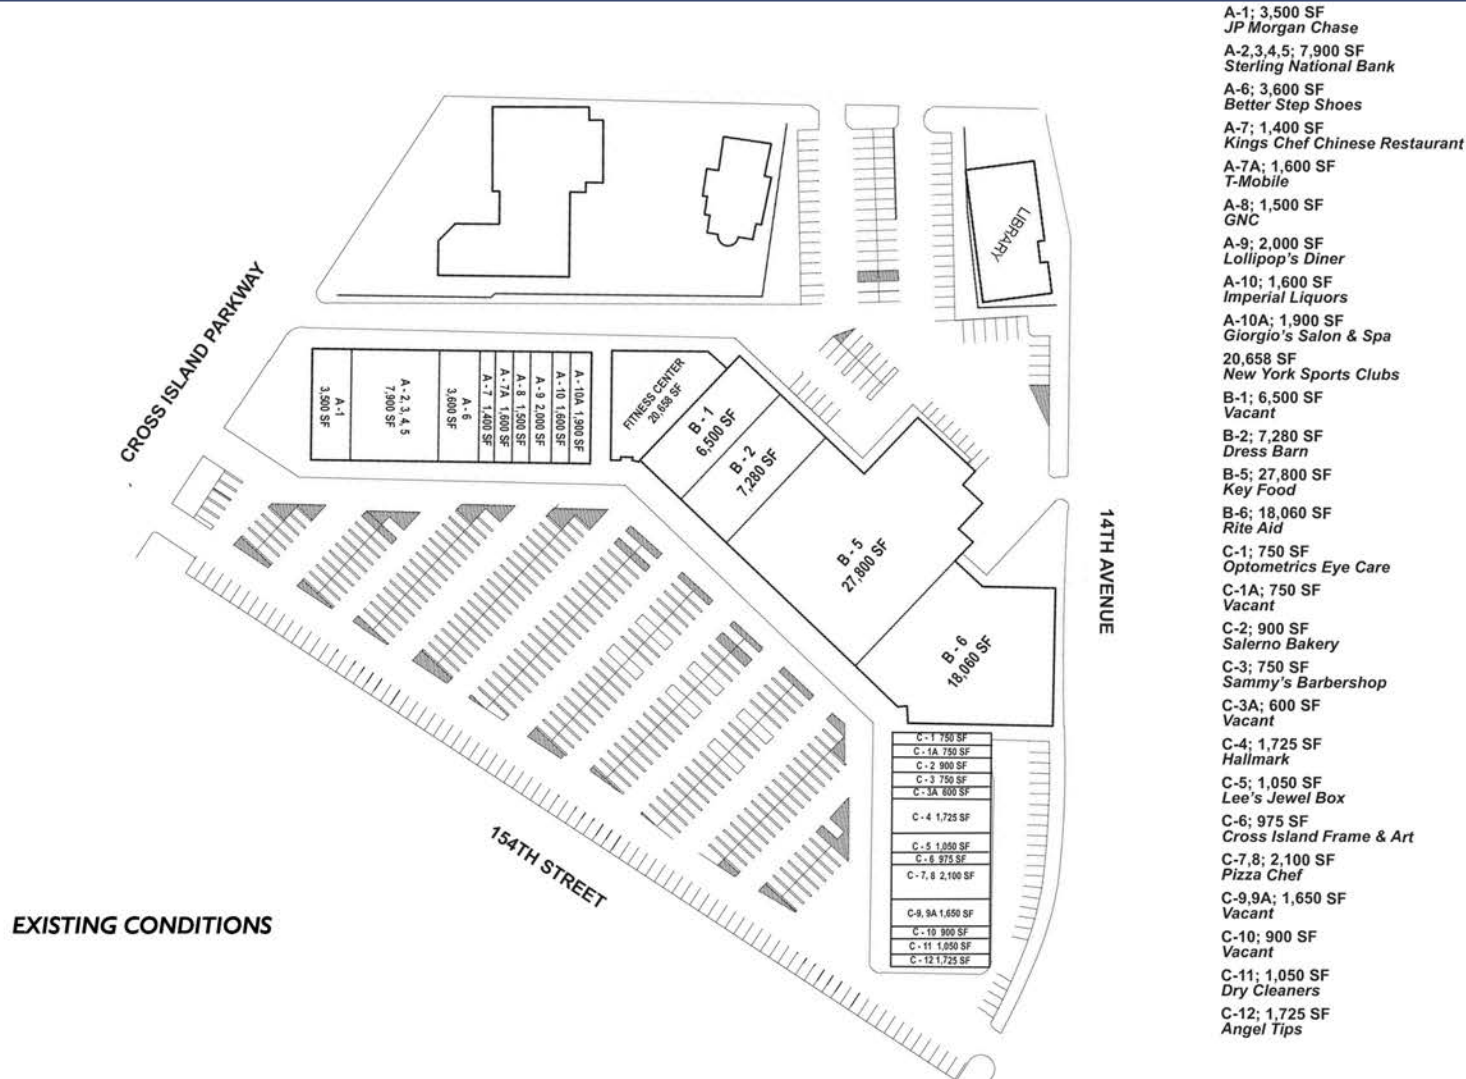 A-1; 3,500 SF
JP Morgan Chase
A-2,3,4,5; 7,900 SF
Sterling National Bank
A-6; 3,600 SF
Better Step Shoes
A-7; 1,400 SF
Kings Chef Chinese Restaurant
A-7A; 1,600 SF
T-Mobile
A-8; 1,500 SF
GNC
A-9; 2,000 SF
Lollipop's Diner
A-10; 1,600 SF
Imperial Liquors
A-10A; 1,900 SF
Giorgio's Salon & Spa
20,658 SF
New York Sports Clubs
B-1; 6,500 SF
Vacant
B-2; 7,280 SF
Dress Barn
B-5; 27,800 SF
Key Food
B-6; 18,060 SF
Rite Aid
C-1; 750 SF
Optometrics Eye Care
C-1A; 750 SF
Vacant
C-2; 900 SF
Salerno Bakery
C-3; 750 SF
Sammy's Barbershop
C-3A; 600 SF
Vacant
C-4; 1,725 SF
Hallmark
C-5; 1,050 SF
Lee's Jewel Box
C-6; 975 SF
Cross Island Frame & Art
C-7,8; 2,100 SF
Pizza Chef
C-9,9A; 1,650 SF
Vacant
C-10; 900 SF
Vacant
C-11; 1,050 SF
Dry Cleaners
C-12; 1,725 SF
Angel Tips
LIBRARY
CROSS ISLAND PARKWAY
A - 1
3,500 SF
A - 2, 3, 4, 5
7,900 SF
A - 6
3,600 SF
A - 7 1,400 SF
A - 7A 1,600 SF
A - 8 1,500 SF
A - 9 2,000 SF
A - 10 1,600 SF
A - 10A 1,900 SF
FITNESS CENTER
20,658 SF
B - 1
6,500 SF
B - 2
7,280 SF
B - 5
27,800 SF
B - 6
18,060 SF
14TH AVENUE
C - 1 750 SF
C - 1A 750 SF
C - 2 900 SF
C - 3 750 SF
C - 3A 600 SF
C - 4 1,725 SF
C - 5 1,050 SF
C - 6 975 SF
C - 7, 8 2,100 SF
C-9, 9A 1,650 SF
C - 10 900 SF
C - 11 1,050 SF
C - 12 1,725 SF
154TH STREET
EXISTING CONDITIONS